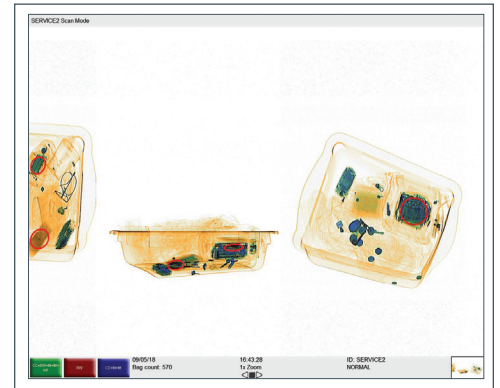 SERVICE2 Scan Mode
09/05/18
Bag count: 570
16:43.28
1x Zoom
ID: SERVICE2
NORMAL